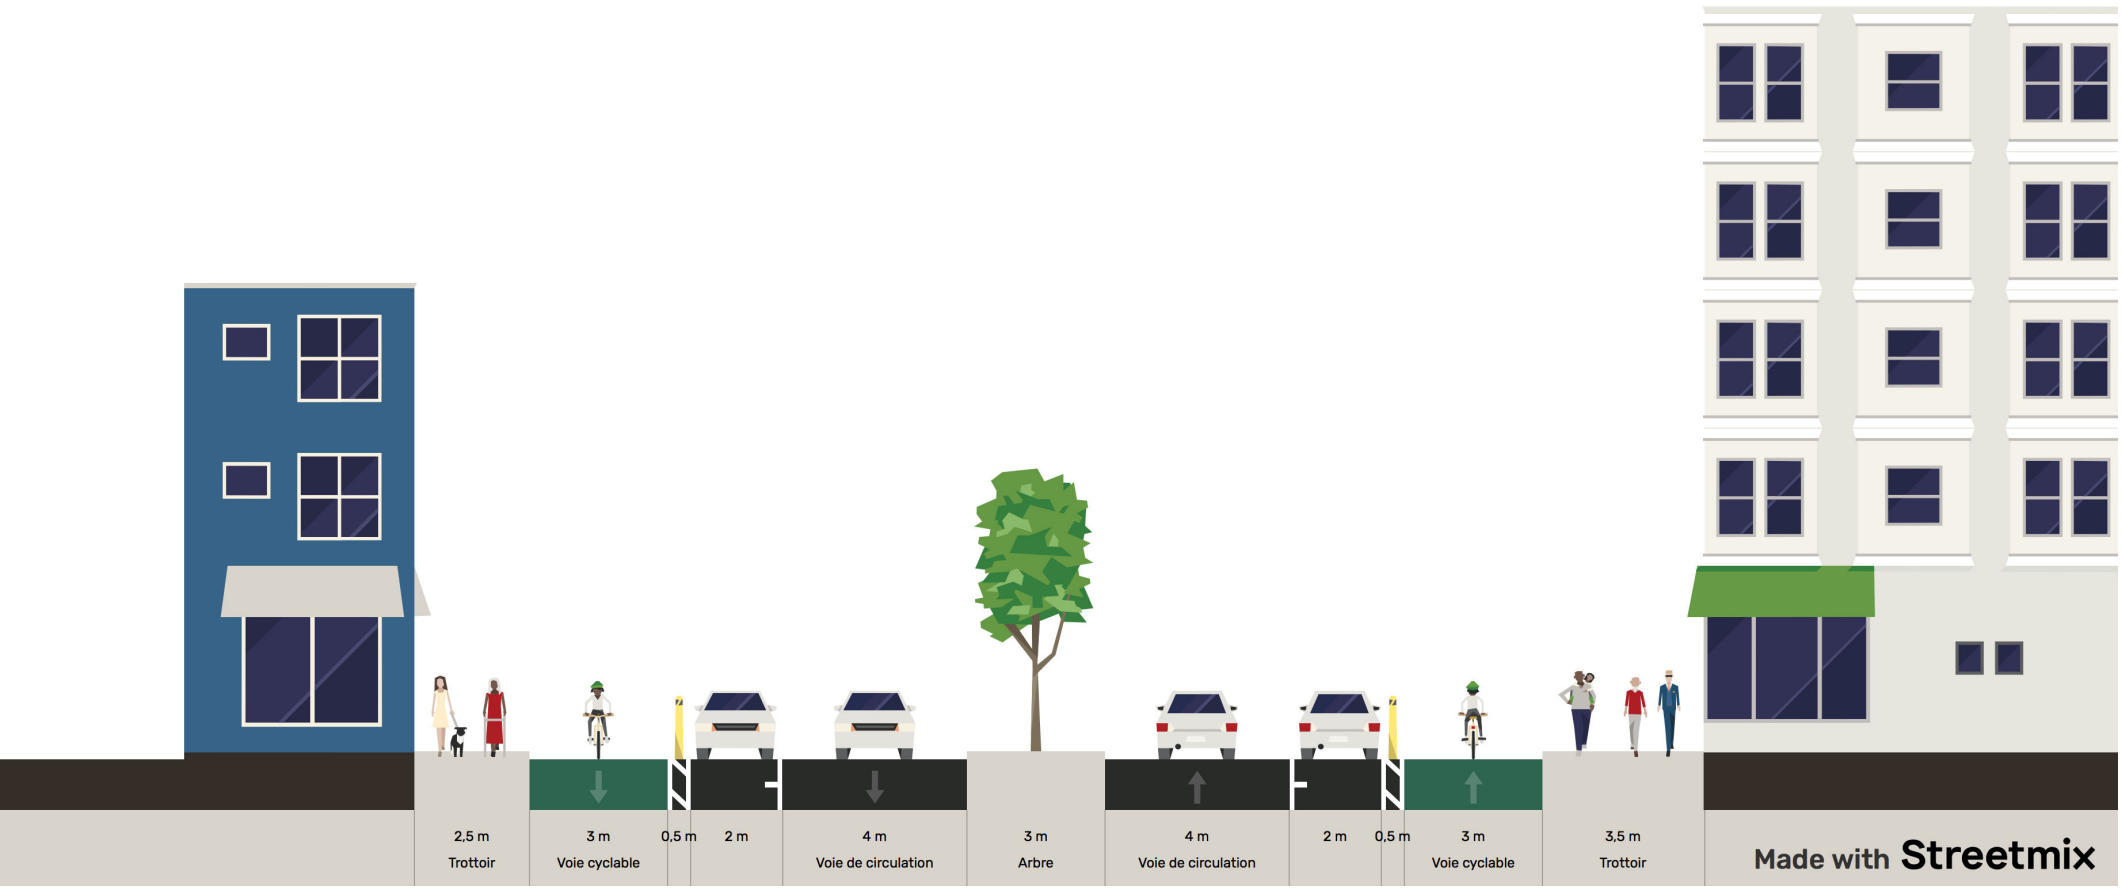 2,5 m
Trottoir
3 m
Voie cyclable
0,5 m
2 m
4 m
Voie de circulation
3 m
Arbre
4 m
Voie de circulation
2 m
0,5 m
3 m
Voie cyclable
3,5 m
Trottoir
Made with Streetmix